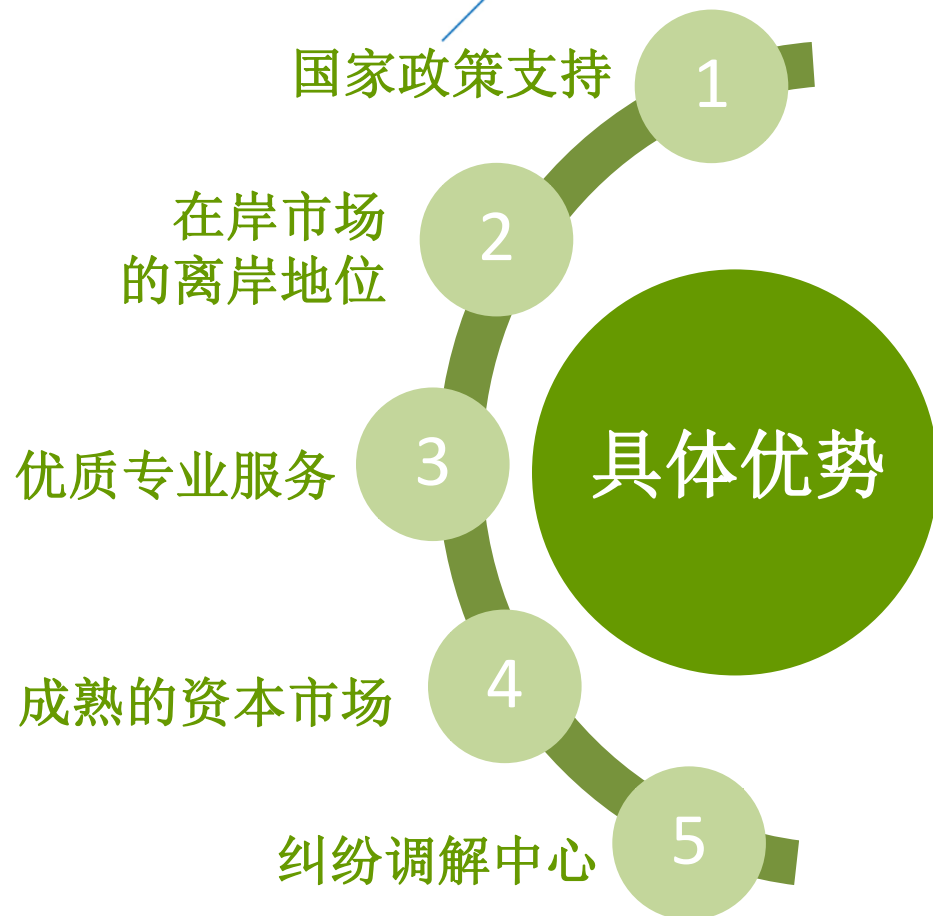 国家政策支持
1
在岸市场
的离岸地位
2
优质专业服务
3
具体优势
成熟的资本市场
4
纠纷调解中心
5